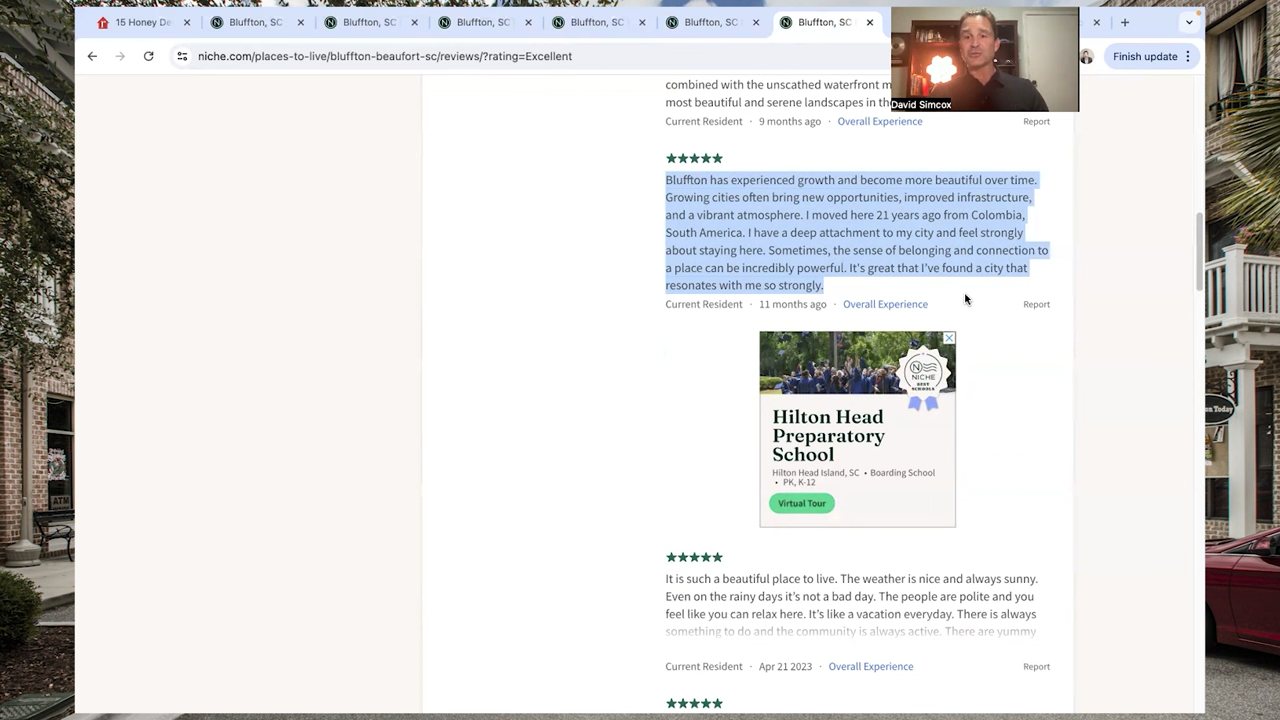 15 Honey De
Bluffton, SC
Bluffton, SC
Bluffton, SC
Bluffton, SC
Bluffton, SC
Bluffton, SC
niche.com/places-to-live/bluffton-beaufort-sc/reviews/?rating=Excellent
Finish update
David Simcox
combined with the unscathed waterfront m
most beautiful and serene landscapes in th
Current Resident · 9 months ago · Overall Experience
Report
Bluffton has experienced growth and become more beautiful over time.
Growing cities often bring new opportunities, improved infrastructure,
and a vibrant atmosphere. I moved here 21 years ago from Colombia,
South America. I have a deep attachment to my city and feel strongly
about staying here. Sometimes, the sense of belonging and connection to
a place can be incredibly powerful. It's great that I've found a city that
resonates with me so strongly.
Current Resident · 11 months ago · Overall Experience
Report
NICHE
BEST
SCHOOLS
Hilton Head
Preparatory
School
Hilton Head Island, SC • Boarding School
• PK, K-12
Virtual Tour
It is such a beautiful place to live. The weather is nice and always sunny.
Even on the rainy days it's not a bad day. The people are polite and you
feel like you can relax here. It's like a vacation everyday. There is always
something to do and the community is always active. There are yummy
Current Resident · Apr 21 2023 · Overall Experience
Report
ATM
on Today